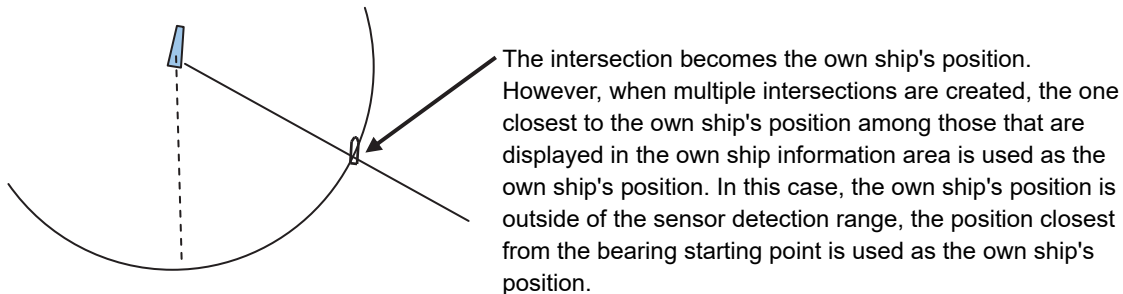 The intersection becomes the own ship's position.
However, when multiple intersections are created, the one
closest to the own ship's position among those that are
displayed in the own ship information area is used as the
own ship's position. In this case, the own ship's position is
outside of the sensor detection range, the position closest
from the bearing starting point is used as the own ship's
position.